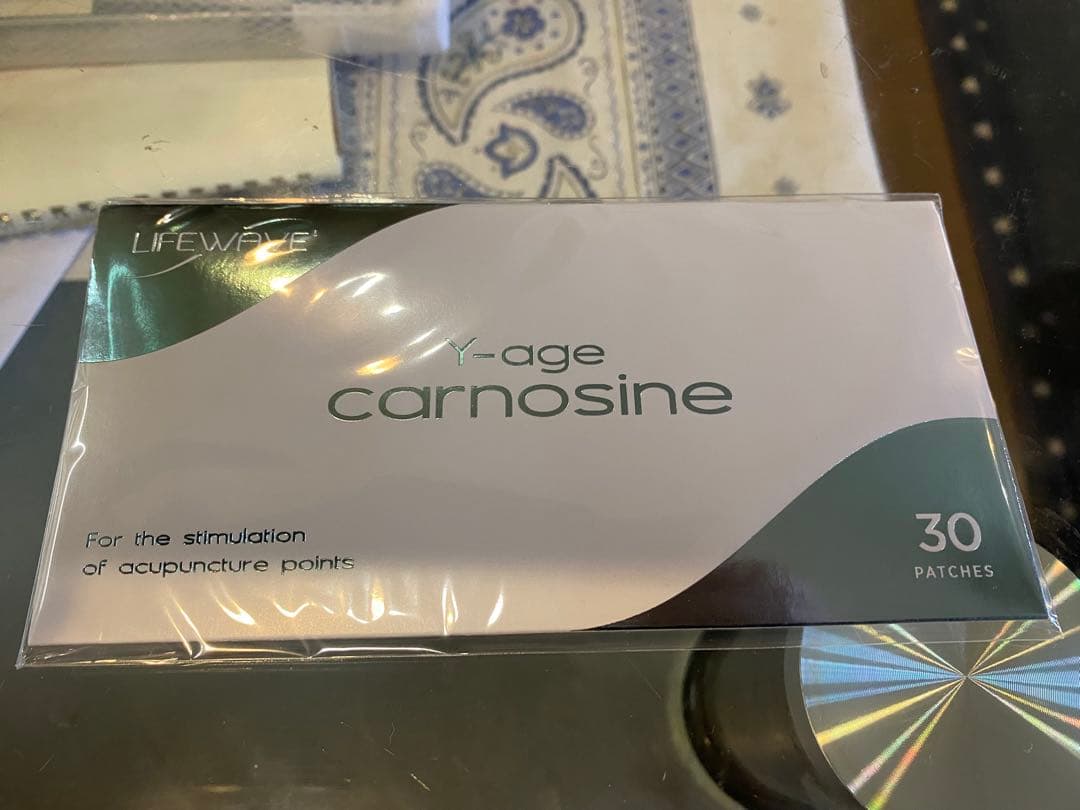 LIFEWAVE
Y-age
carnosine
For the stimulation
of acupuncture points
30
PATCHES